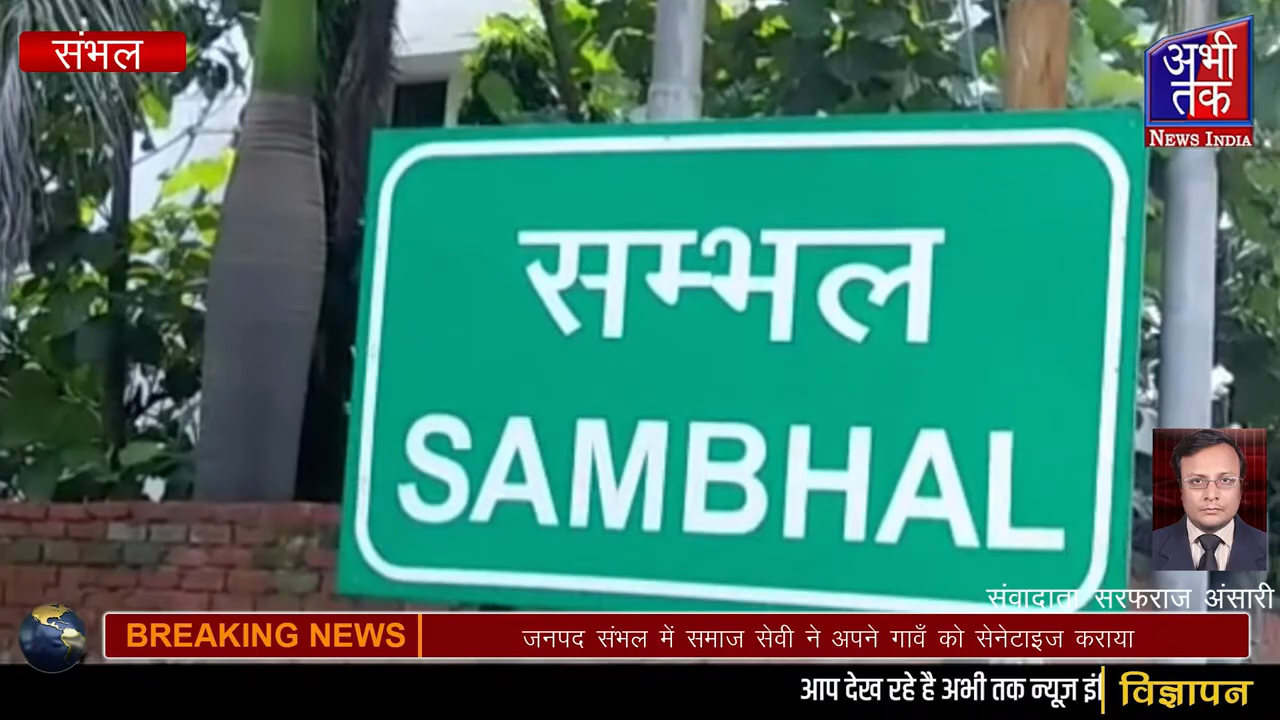 संभल
अभी
तक
NEWS INDIA
सम्भल
SAMBHAL
संवादाता सरफराज अंसारी
BREAKING NEWS
जनपद संभल में समाज सेवी ने अपने गावँ को सेनेटाइज कराया
आप देख रहे है अभी तक न्यूज़ इं
विज्ञापन